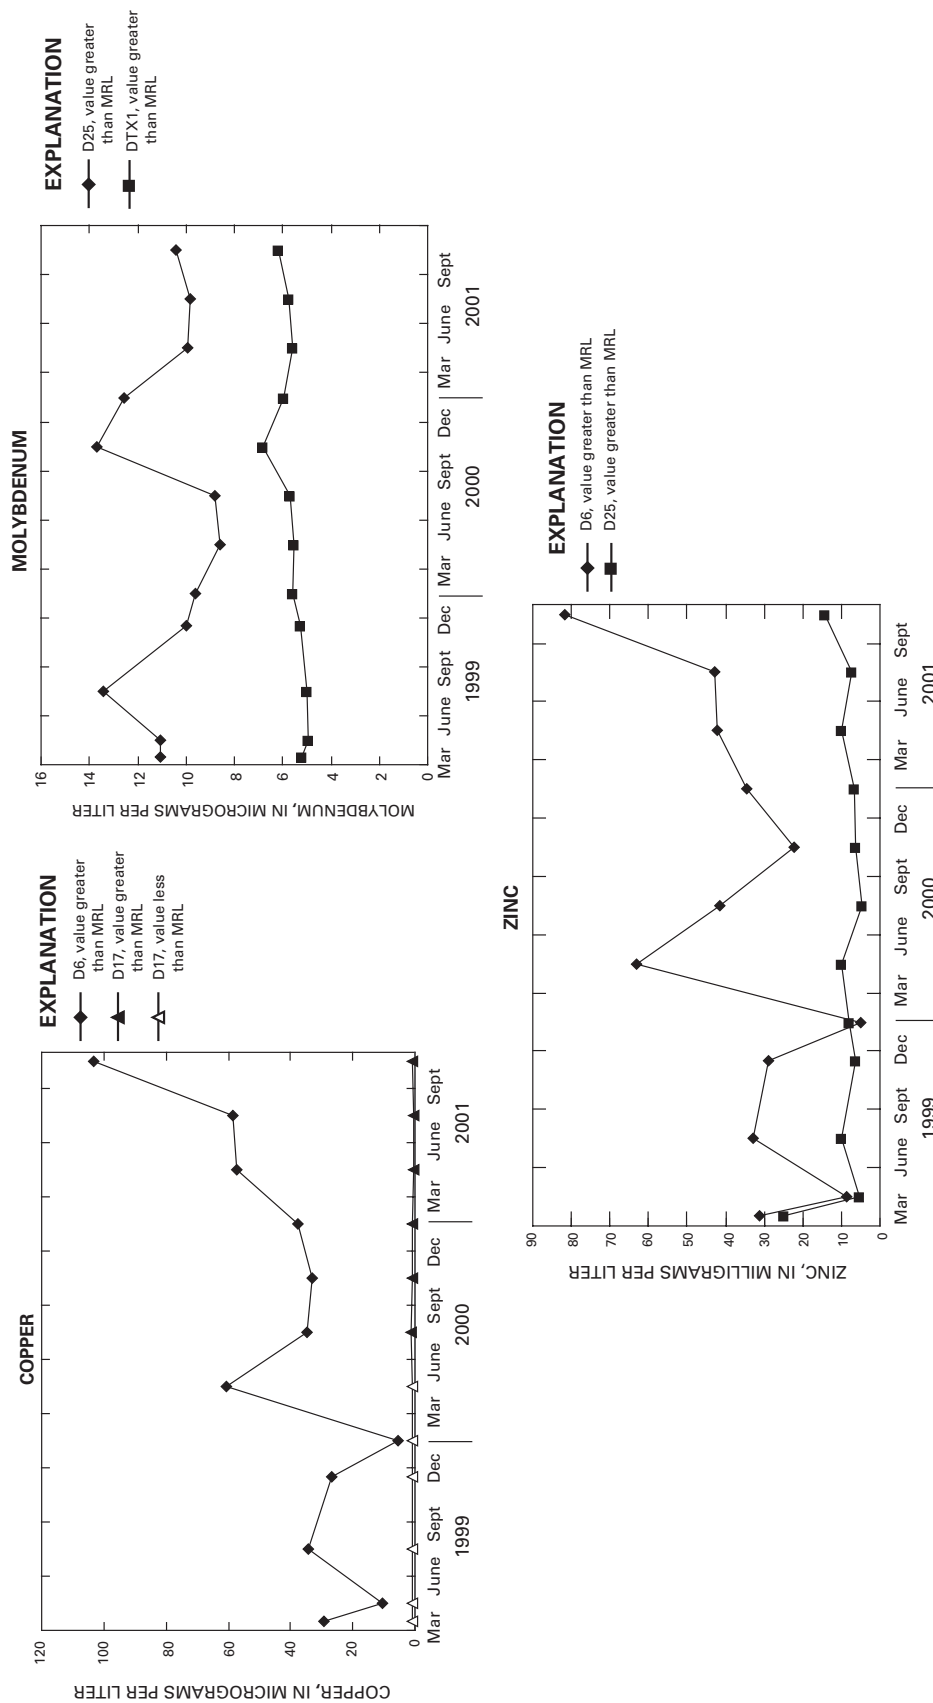 COPPER
COPPER, IN MICROGRAMS PER LITER
120
100
80
60
40
20
0
Mar June Sept Dec Mar June Sept Dec Mar June Sept
1999 2000 2001
EXPLANATION
D6, value greater
than MRL
D17, value greater
than MRL
D17, value less
than MRL
MOLYBDENUM
MOLYBDENUM, IN MICROGRAMS PER LITER
16
14
12
10
8
6
4
2
0
Mar June Sept Dec Mar June Sept Dec Mar June Sept
1999 2000 2001
EXPLANATION
D25, value greater
than MRL
DTX1, value greater
than MRL
ZINC
ZINC, IN MILLIGRAMS PER LITER
90
80
70
60
50
40
30
20
10
0
Mar June Sept Dec Mar June Sept Dec Mar June Sept
1999 2000 2001
EXPLANATION
D6, value greater than MRL
D25, value greater than MRL